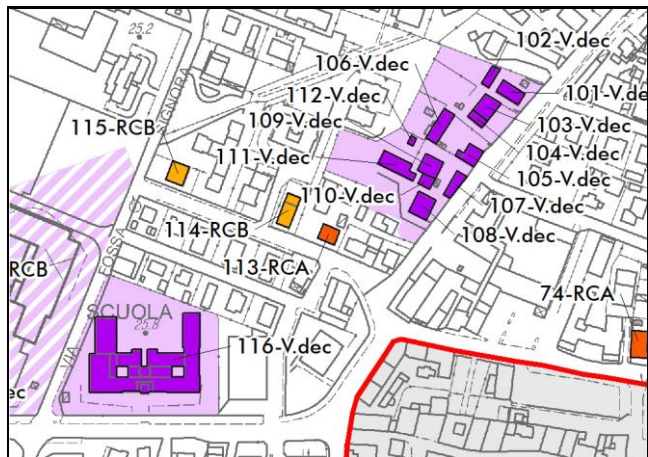 25,2
102-V.dec
106-V.dec
101-V.de
112-V.dec
109-V.dec
103-V.dec
SIGNORA
115-RCB
104-V.dec
111-V.dec
105-V.dec
110-V.dec
107-V.dec
114-RCB
108-V.dec
113-RCA
RCB
FOSSA
74-RCA
SCUOLA
25,8
116-V.dec
VIA
ec